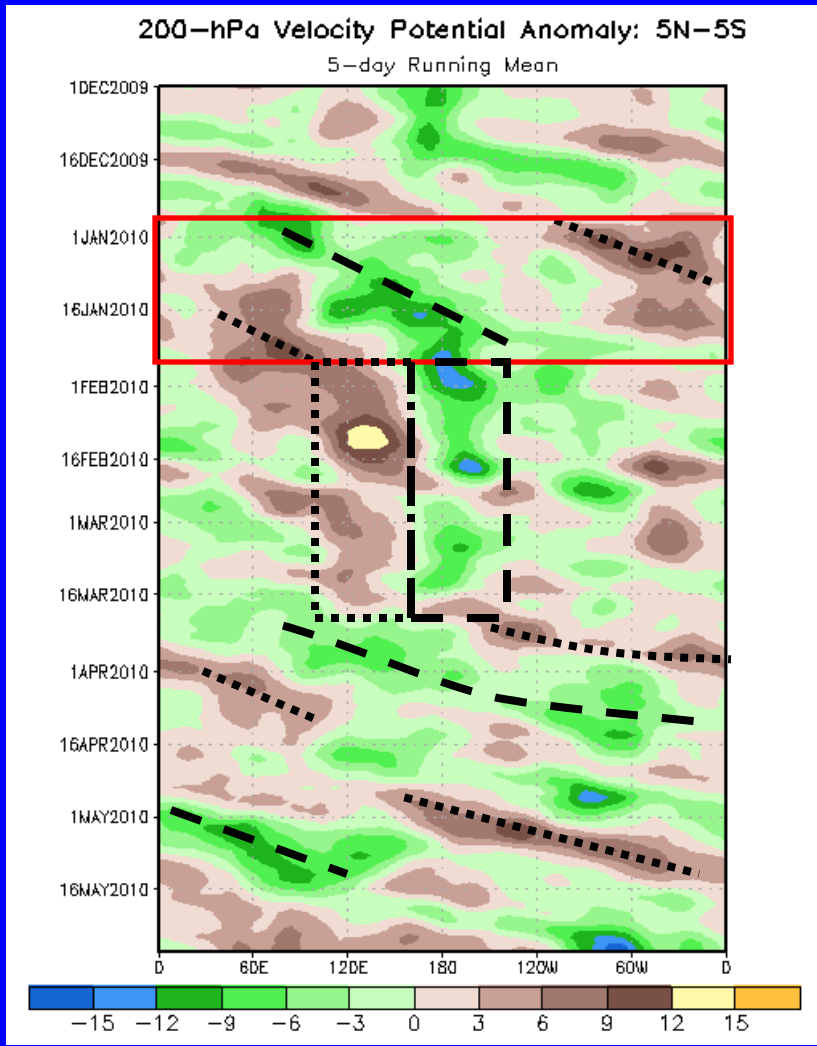 200-hPa Velocity Potential Anomaly: 5N-5S
5-day Running Mean
1DEC2009
16DEC2009
1JAN2010
16JAN2010
1FEB2010
16FEB2010
1MAR2010
16MAR2010
1APR2010
16APR2010
1MAY2010
16MAY2010
0 60E 120E 180 120W 60W 0
-15 -12 -9 -6 -3 0 3 6 9 12 15